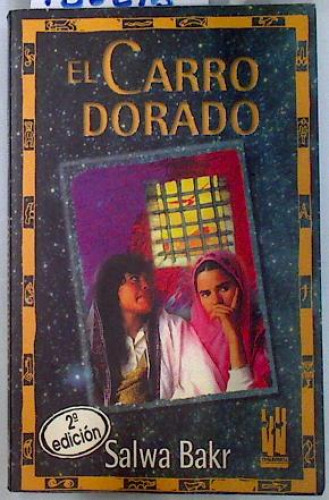 EL CARRO
DORADO
2ª
edición
Salwa Bakr